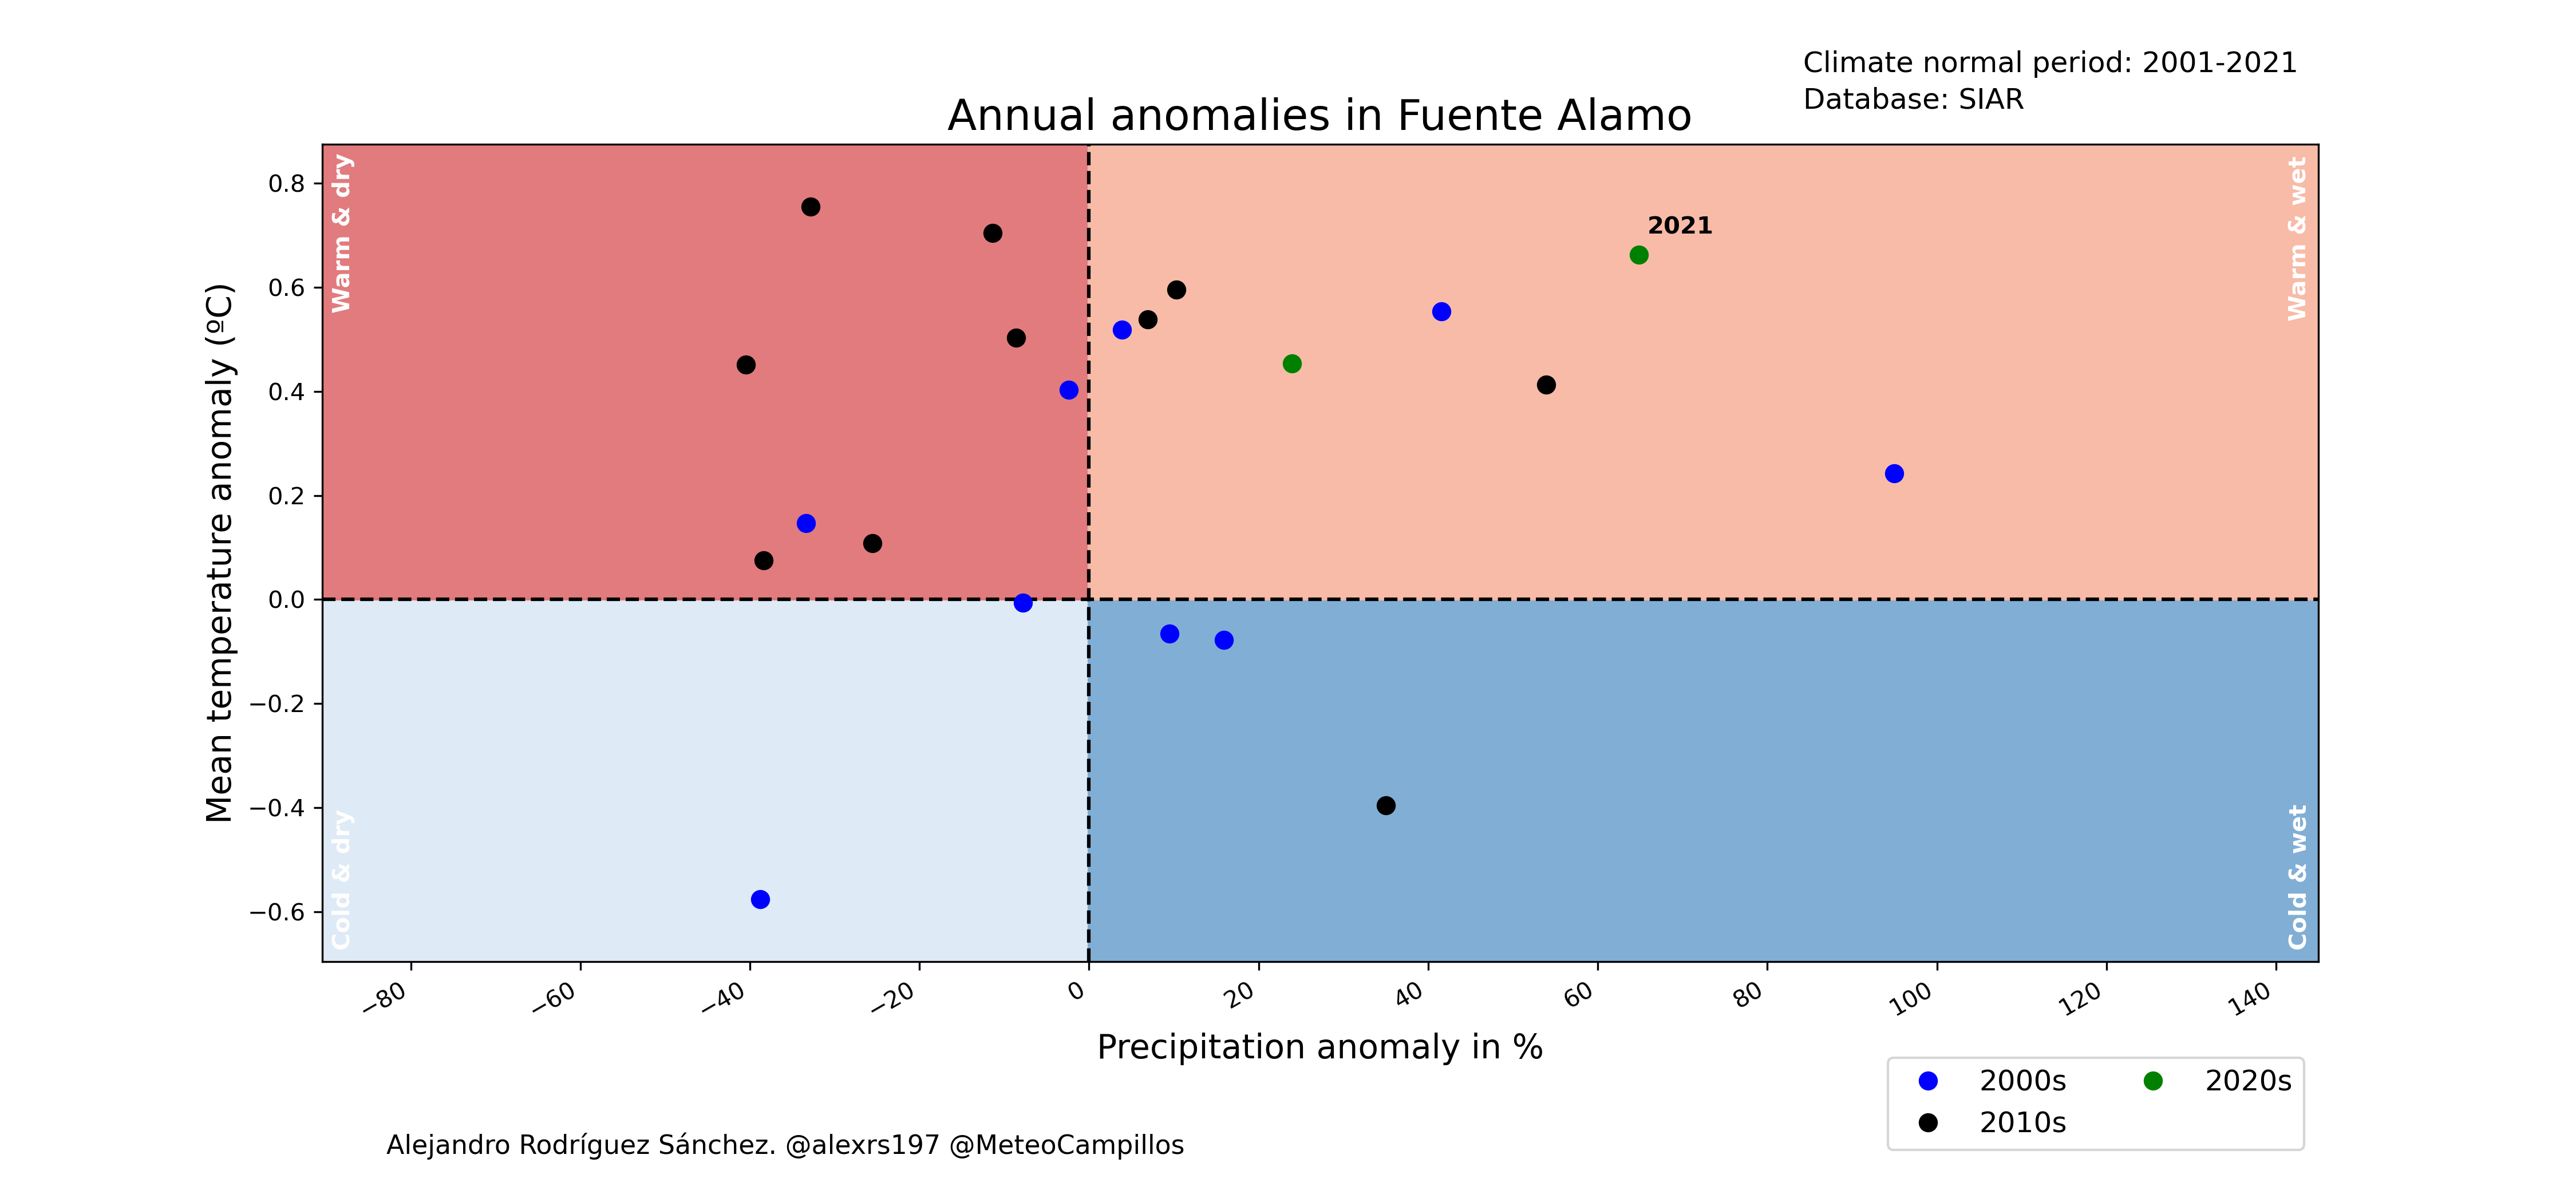 Climate normal period: 2001-2021
Database: SIAR
Annual anomalies in Fuente Alamo
Warm & dry
Warm & wet
2021
Cold & dry
Cold & wet
Mean temperature anomaly (ºC)
0.8
0.6
0.4
0.2
0.0
−0.2
−0.4
−0.6
−80
−60
−40
−20
0
20
40
60
80
100
120
140
Precipitation anomaly in %
2000s
2010s
2020s
Alejandro Rodríguez Sánchez. @alexrs197 @MeteoCampillos